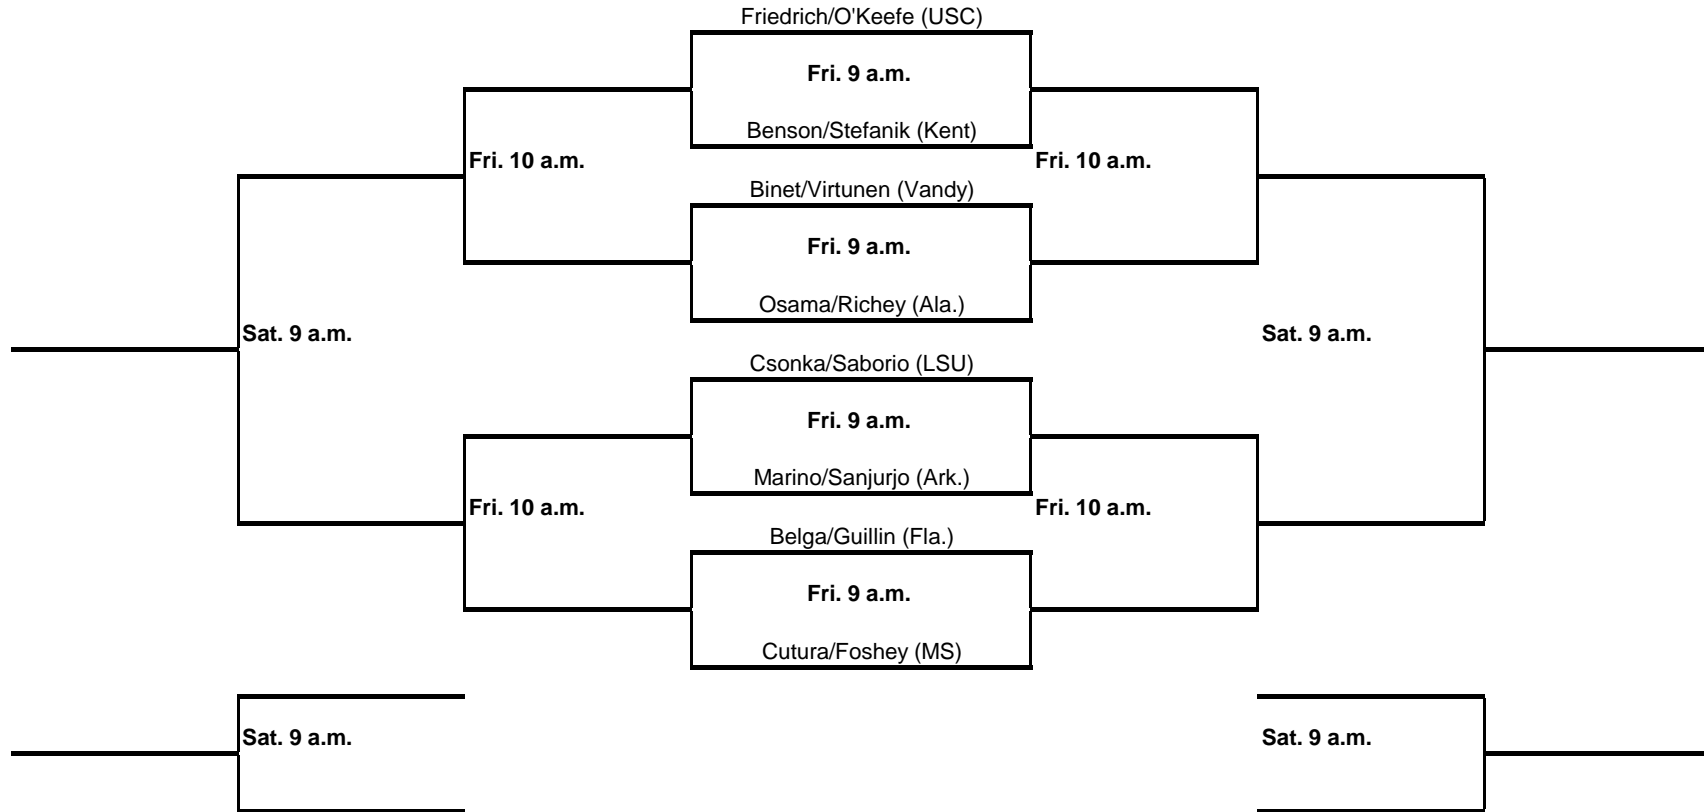 Friedrich/O'Keefe (USC)
Fri. 9 a.m.
Benson/Stefanik (Kent)
Fri. 10 a.m.
Fri. 10 a.m.
Binet/Virtunen (Vandy)
Fri. 9 a.m.
Osama/Richey (Ala.)
Sat. 9 a.m.
Sat. 9 a.m.
Csonka/Saborio (LSU)
Fri. 9 a.m.
Marino/Sanjurjo (Ark.)
Fri. 10 a.m.
Fri. 10 a.m.
Belga/Guillin (Fla.)
Fri. 9 a.m.
Cutura/Foshey (MS)
Sat. 9 a.m.
Sat. 9 a.m.